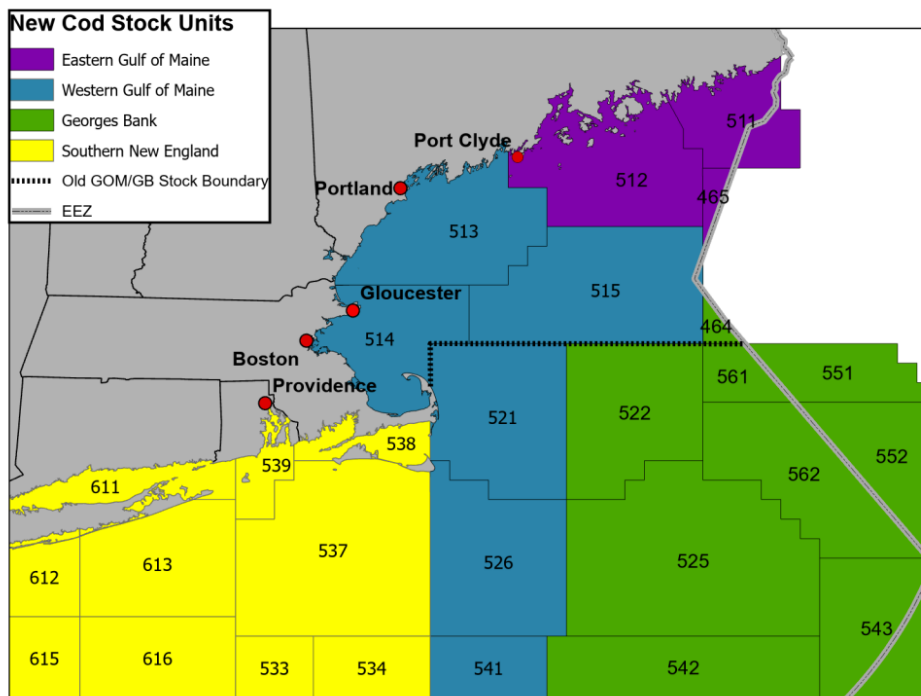 New Cod Stock Units
Eastern Gulf of Maine
Western Gulf of Maine
Georges Bank
Southern New England
Old GOM/GB Stock Boundary
EEZ
511
Port Clyde
512
465
Portland
513
515
Gloucester
464
514
Boston
561
551
Providence
521
522
538
552
539
562
611
537
613
526
525
612
543
615
616
533
534
541
542